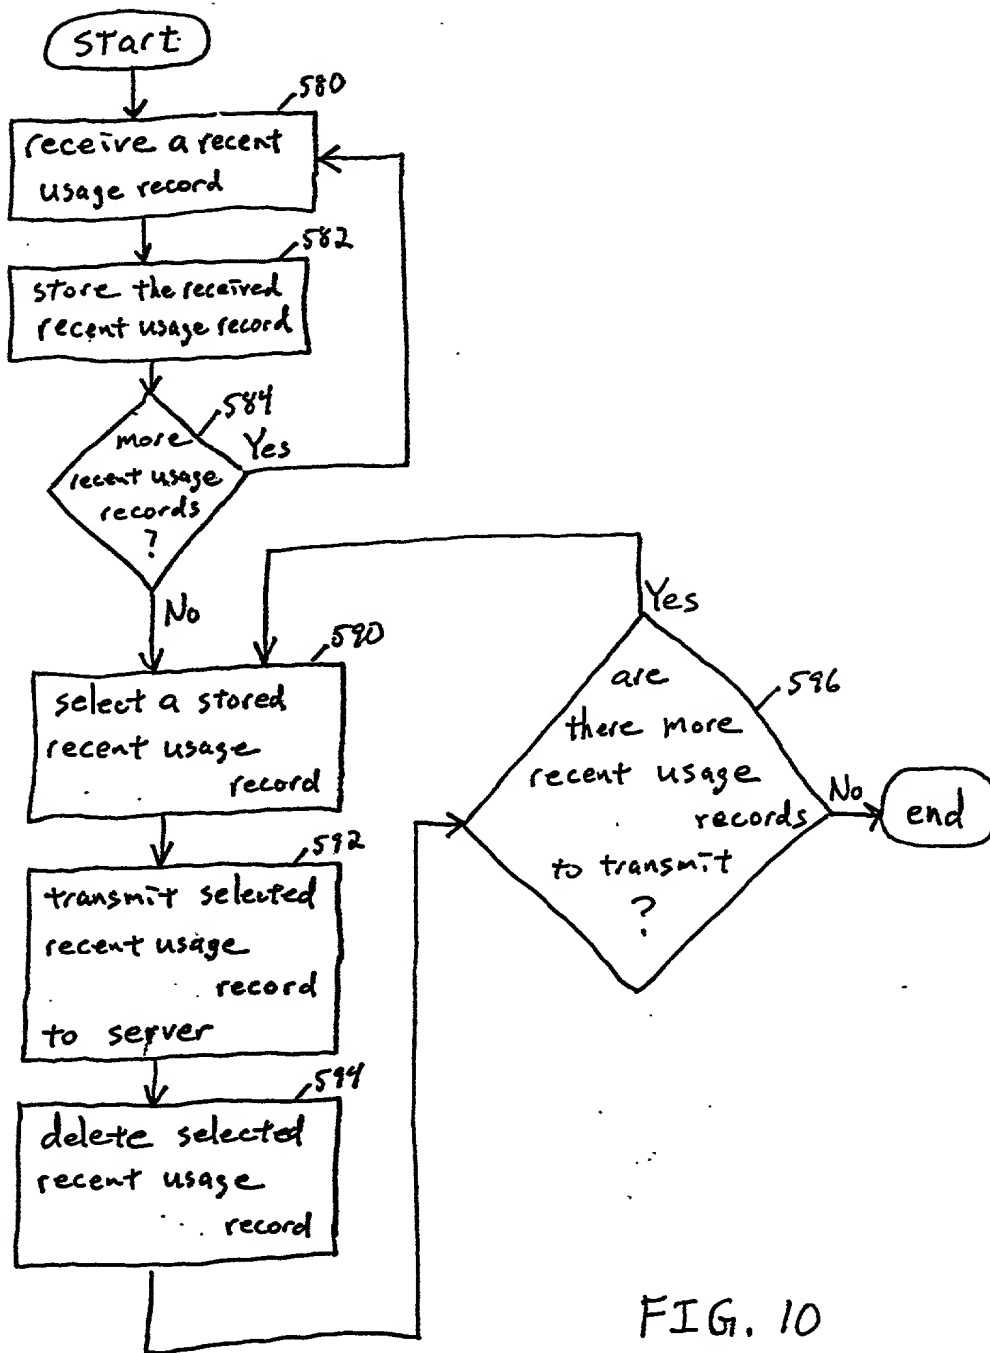 start
580
receive a recent
usage record
582
store the received
recent usage record
584
more
recent usage
records
?
Yes
No
590
select a stored
recent usage
record
592
transmit selected
recent usage
record
to server
594
delete selected
recent usage
record
Yes
596
are
there more
recent usage
records
to transmit
?
No
end
FIG. 10